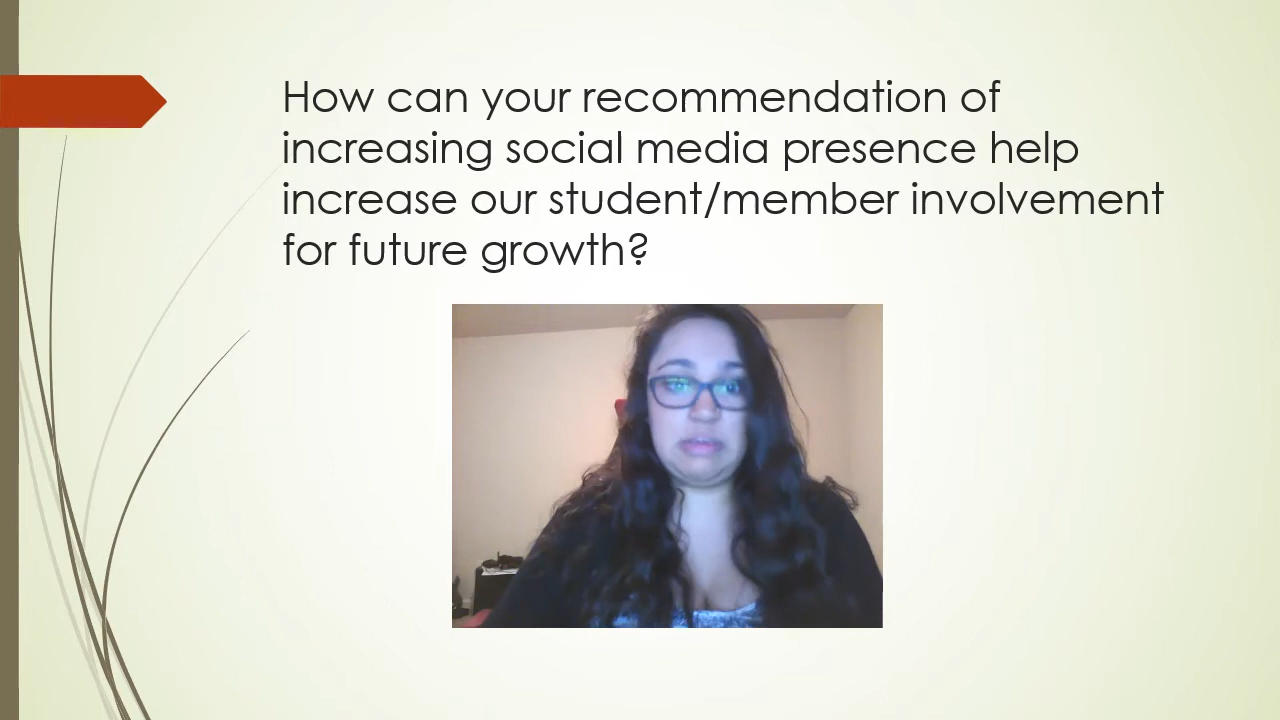 How can your recommendation of
increasing social media presence help
increase our student/member involvement
for future growth?